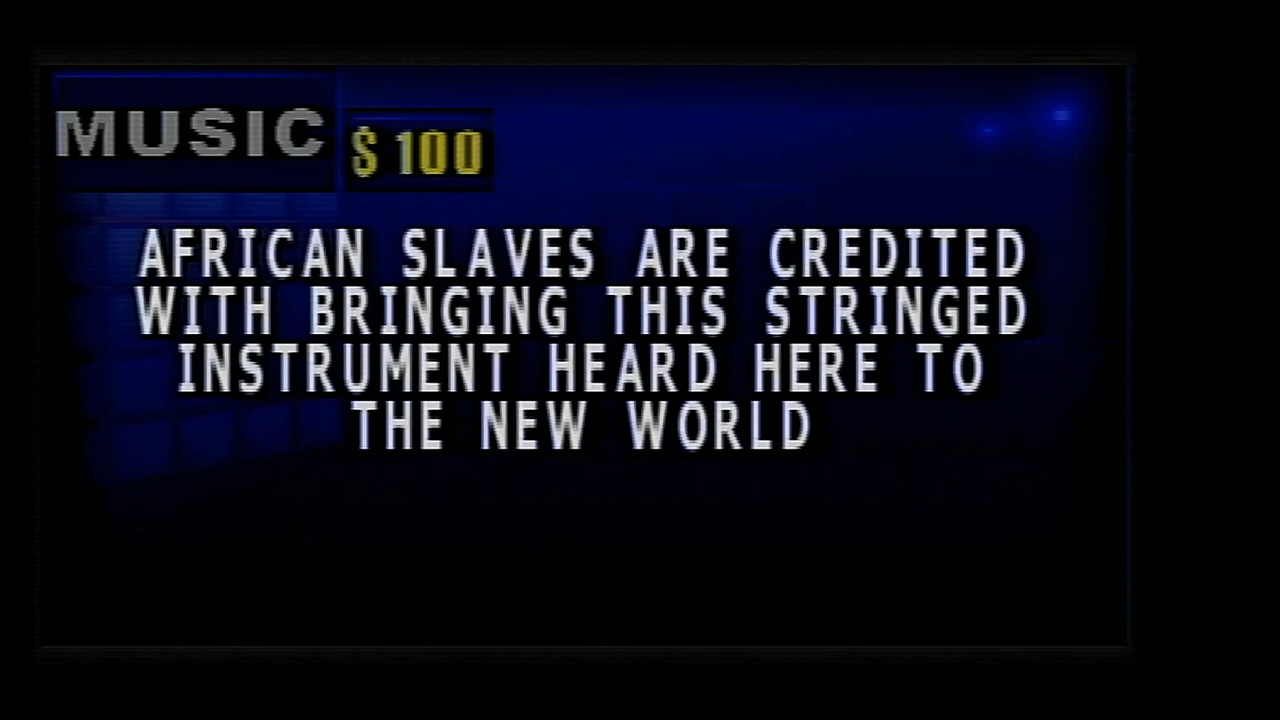 MUSIC
$100
AFRICAN SLAVES ARE CREDITED
WITH BRINGING THIS STRINGED
INSTRUMENT HEARD HERE TO
THE NEW WORLD